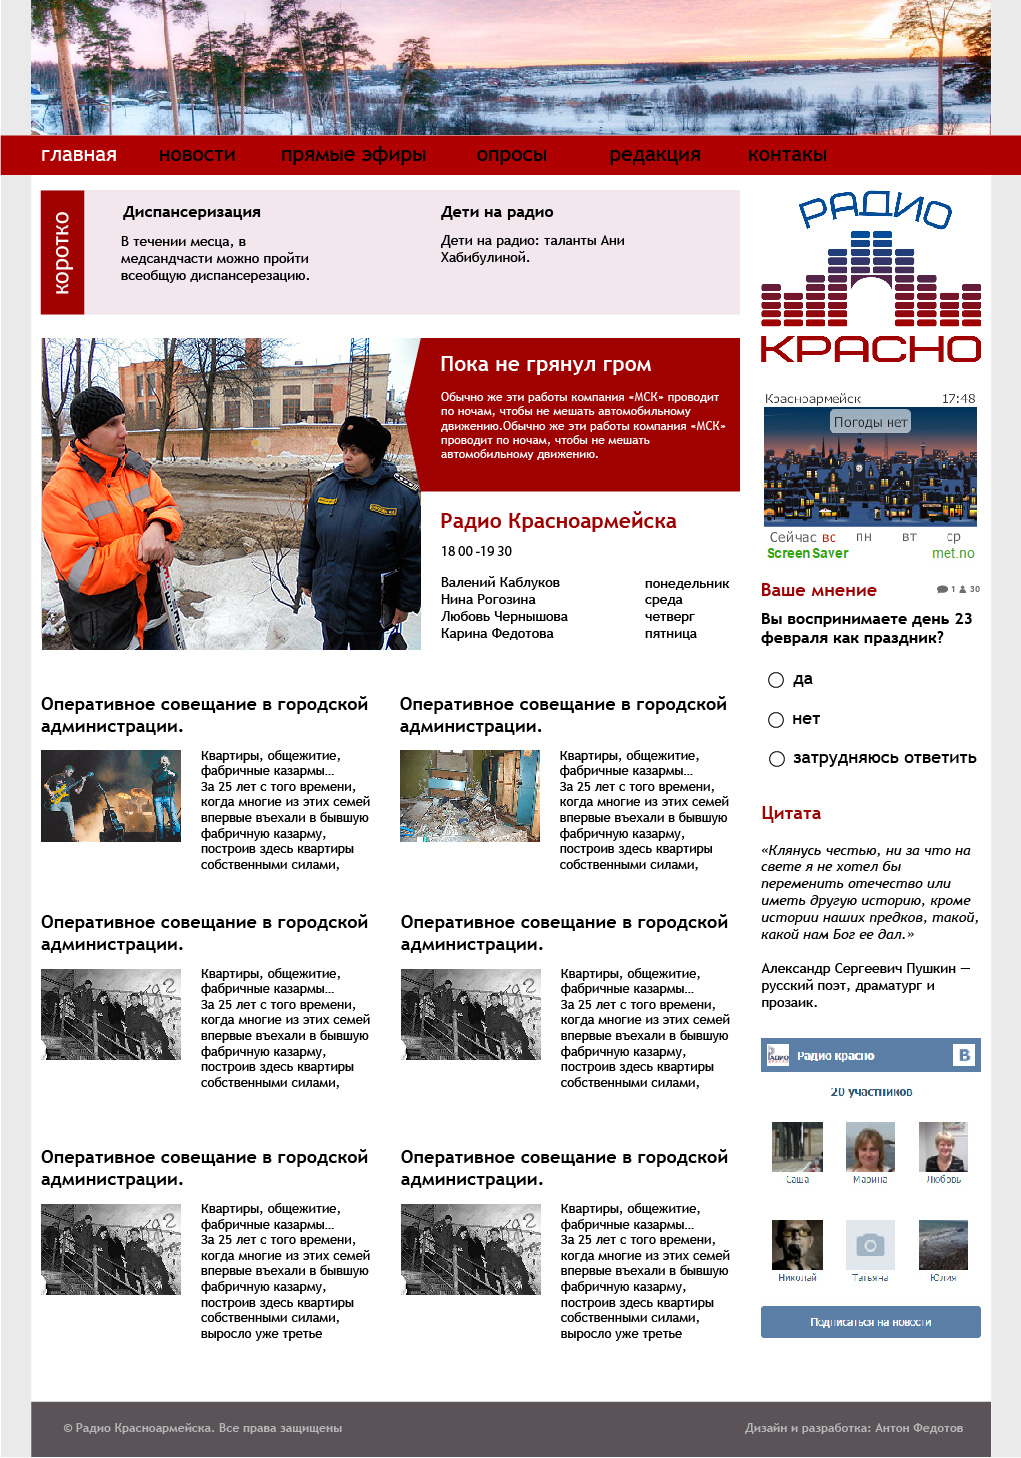 главная новости прямые эфиры опросы редакция контакы
коротко
Диспансеризация
В течении месца, в
медсандчасти можно пройти
всеобщую диспансерезацию.
Дети на радио
Дети на радио: таланты Ани
Хабибулиной.
РАДИО
КРАСНО
Пока не грянул гром
Обычно же эти работы компания «МСК» проводит
по ночам, чтобы не мешать автомобильному
движению.Обычно же эти работы компания «МСК»
проводит по ночам, чтобы не мешать
автомобильному движению.
Радио Красноармейска
18 00 -19 30
Валений Каблуков понедельник
Нина Рогозина среда
Любовь Чернышова четверг
Карина Федотова пятница
Красноармейск 17:48
Погоды нет
Сейчас вс пн вт ср
Screen Saver met.no
Ваше мнение 1 30
Вы воспринимаете день 23
февраля как праздник?
да
нет
затрудняюсь ответить
Цитата
«Клянусь честью, ни за что на
свете я не хотел бы
переменить отечество или
иметь другую историю, кроме
истории наших предков, такой,
какой нам Бог ее дал.»
Александр Сергеевич Пушкин —
русский поэт, драматург и
прозаик.
Оперативное совещание в городской
администрации.
Квартиры, общежитие,
фабричные казармы...
За 25 лет с того времени,
когда многие из этих семей
впервые въехали в бывшую
фабричную казарму,
построив здесь квартиры
собственными силами,
Оперативное совещание в городской
администрации.
Квартиры, общежитие,
фабричные казармы...
За 25 лет с того времени,
когда многие из этих семей
впервые въехали в бывшую
фабричную казарму,
построив здесь квартиры
собственными силами,
Оперативное совещание в городской
администрации.
Квартиры, общежитие,
фабричные казармы...
За 25 лет с того времени,
когда многие из этих семей
впервые въехали в бывшую
фабричную казарму,
построив здесь квартиры
собственными силами,
Оперативное совещание в городской
администрации.
Квартиры, общежитие,
фабричные казармы...
За 25 лет с того времени,
когда многие из этих семей
впервые въехали в бывшую
фабричную казарму,
построив здесь квартиры
собственными силами,
Оперативное совещание в городской
администрации.
Квартиры, общежитие,
фабричные казармы...
За 25 лет с того времени,
когда многие из этих семей
впервые въехали в бывшую
фабричную казарму,
построив здесь квартиры
собственными силами,
выросло уже третье
Оперативное совещание в городской
администрации.
Квартиры, общежитие,
фабричные казармы...
За 25 лет с того времени,
когда многие из этих семей
впервые въехали в бывшую
фабричную казарму,
построив здесь квартиры
собственными силами,
выросло уже третье
Радио красно В
20 участников
Саша Марина Любовь
Николай Татьяна Юлия
Подписаться на новости
© Радио Красноармейска. Все права защищены
Дизайн и разработка: Антон Федотов